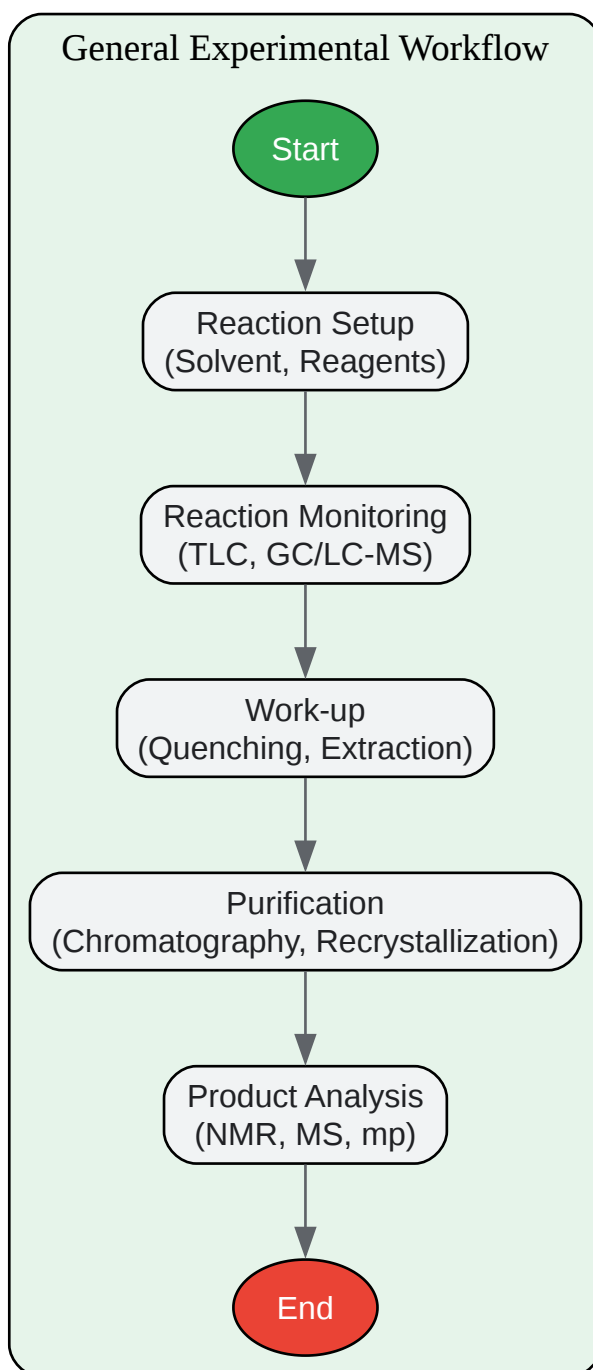 General Experimental Workflow
Start
Reaction Setup
(Solvent, Reagents)
Reaction Monitoring
(TLC, GC/LC-MS)
Work-up
(Quenching, Extraction)
Purification
(Chromatography, Recrystallization)
Product Analysis
(NMR, MS, mp)
End